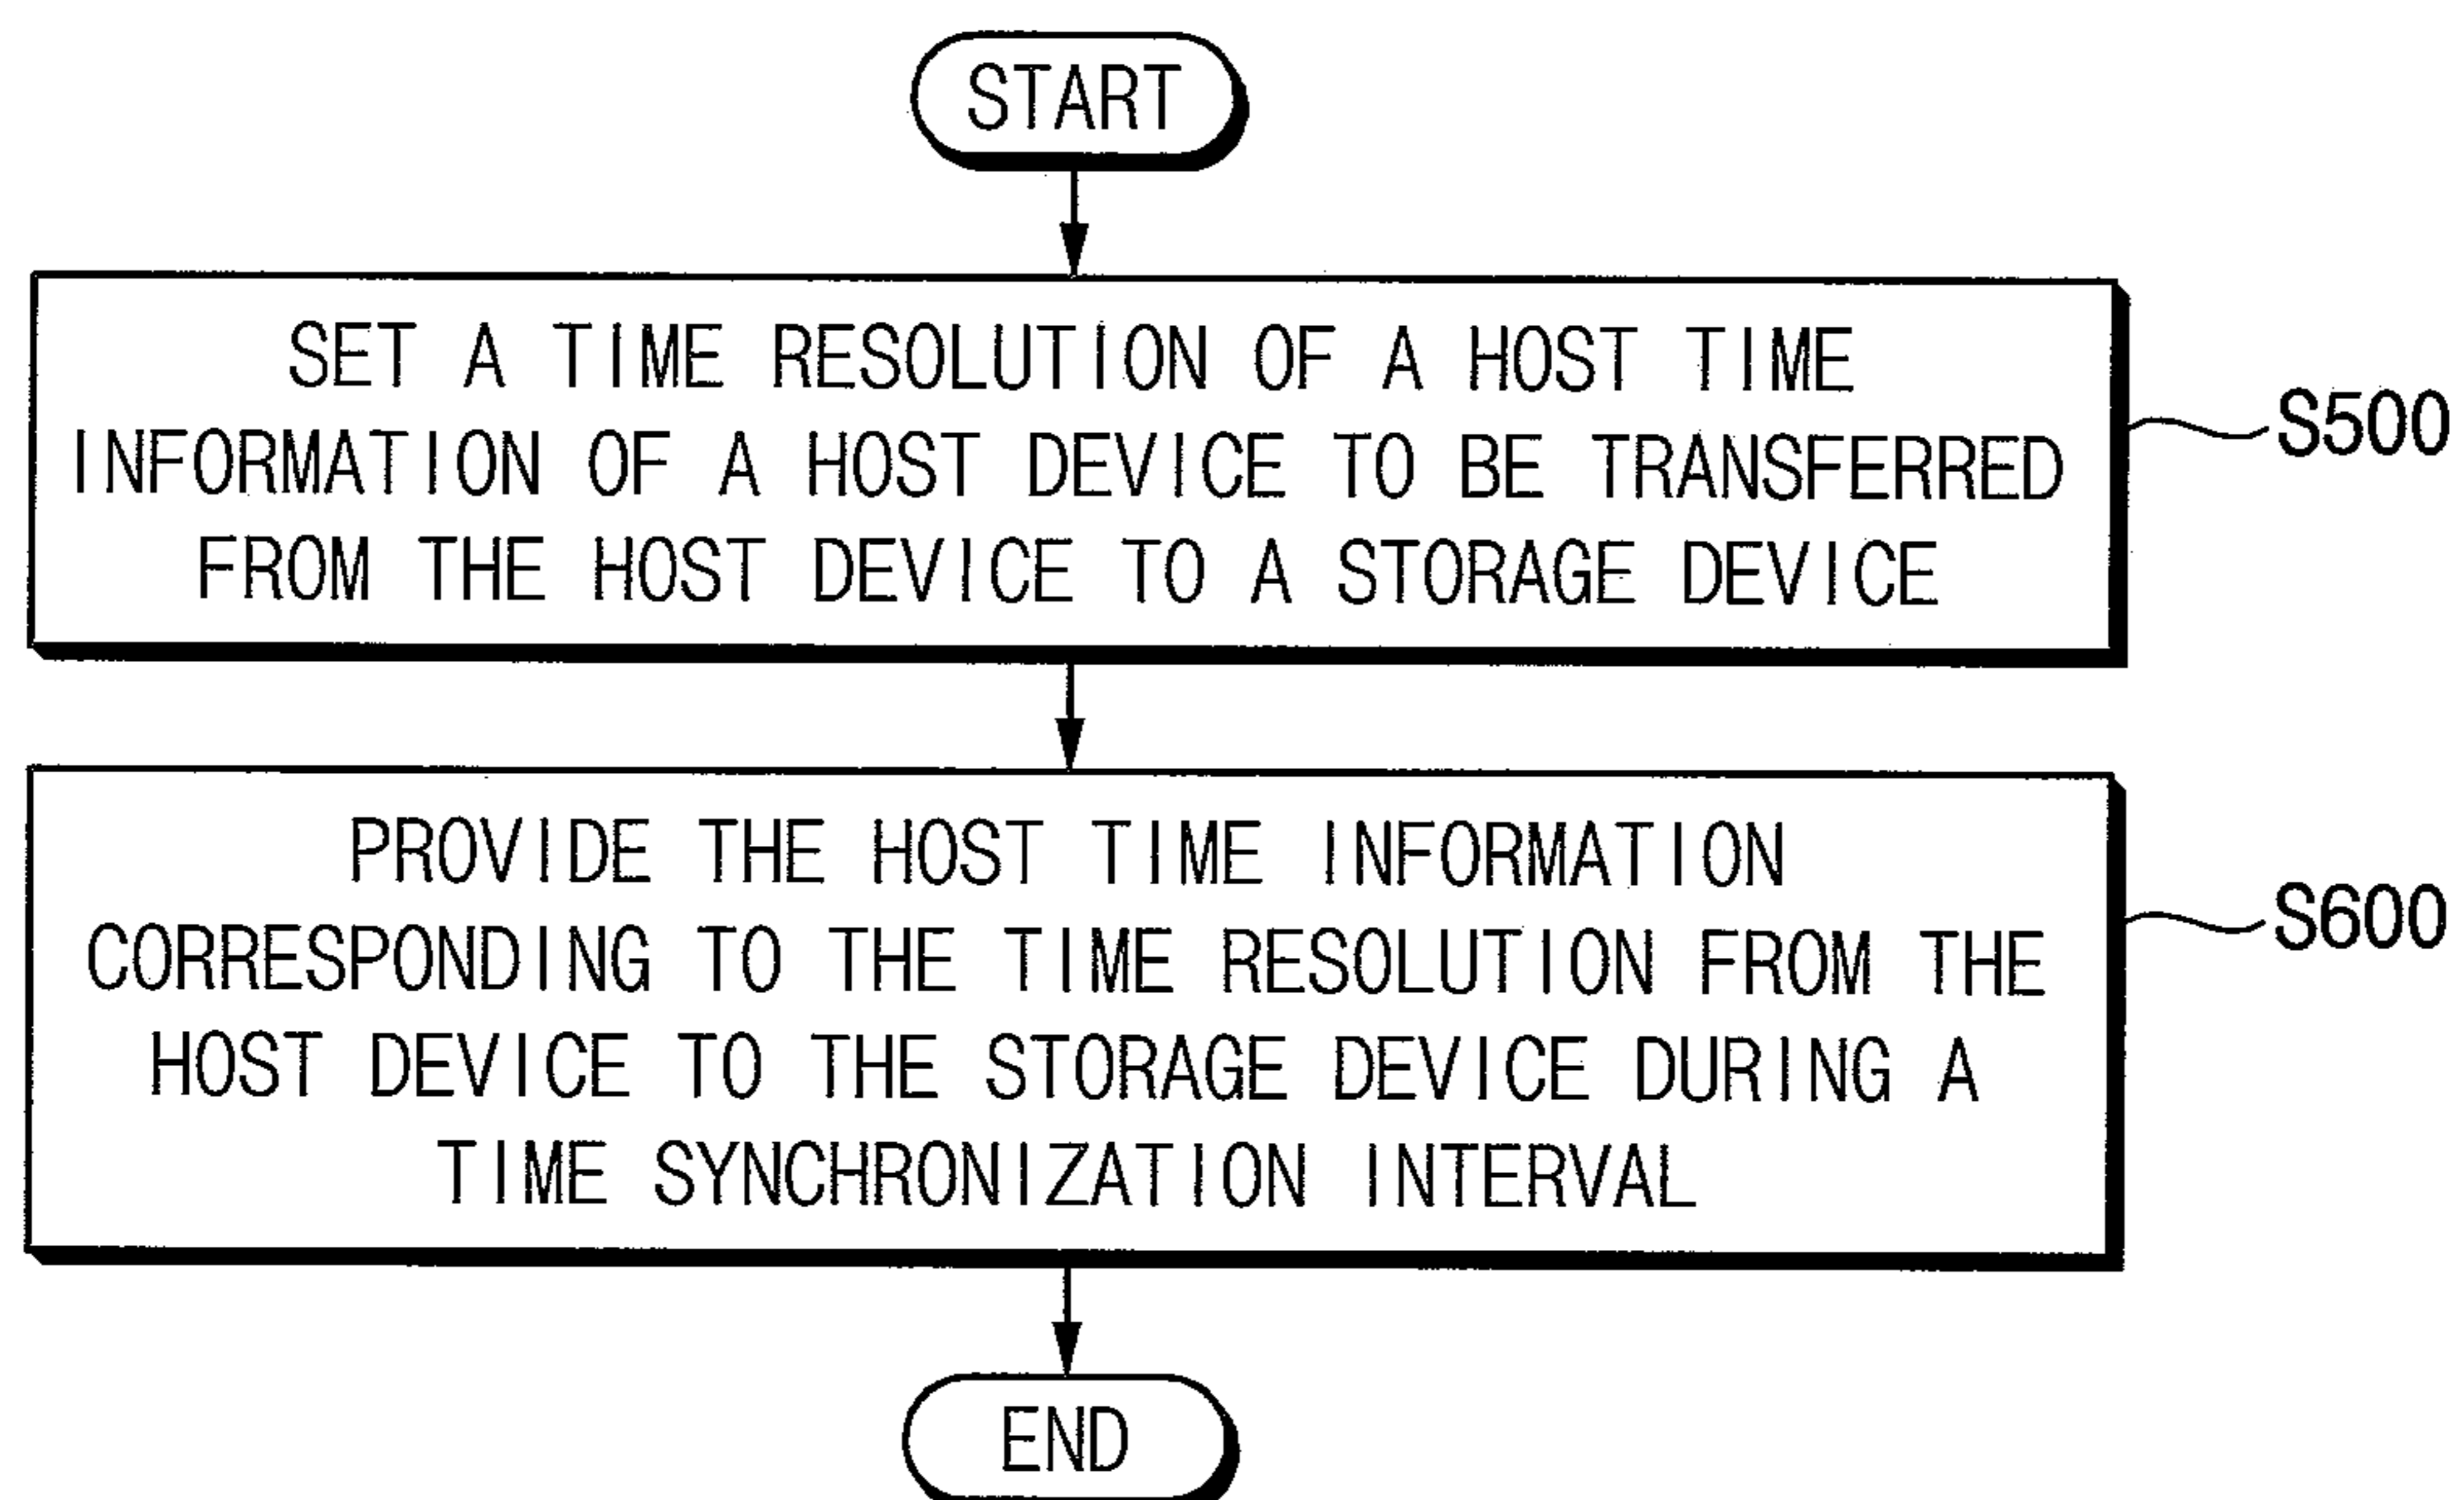 START
SET A TIME RESOLUTION OF A HOST TIME
INFORMATION OF A HOST DEVICE TO BE TRANSFERRED
FROM THE HOST DEVICE TO A STORAGE DEVICE
S500
PROVIDE THE HOST TIME INFORMATION
CORRESPONDING TO THE TIME RESOLUTION FROM THE
HOST DEVICE TO THE STORAGE DEVICE DURING A
TIME SYNCHRONIZATION INTERVAL
S600
END